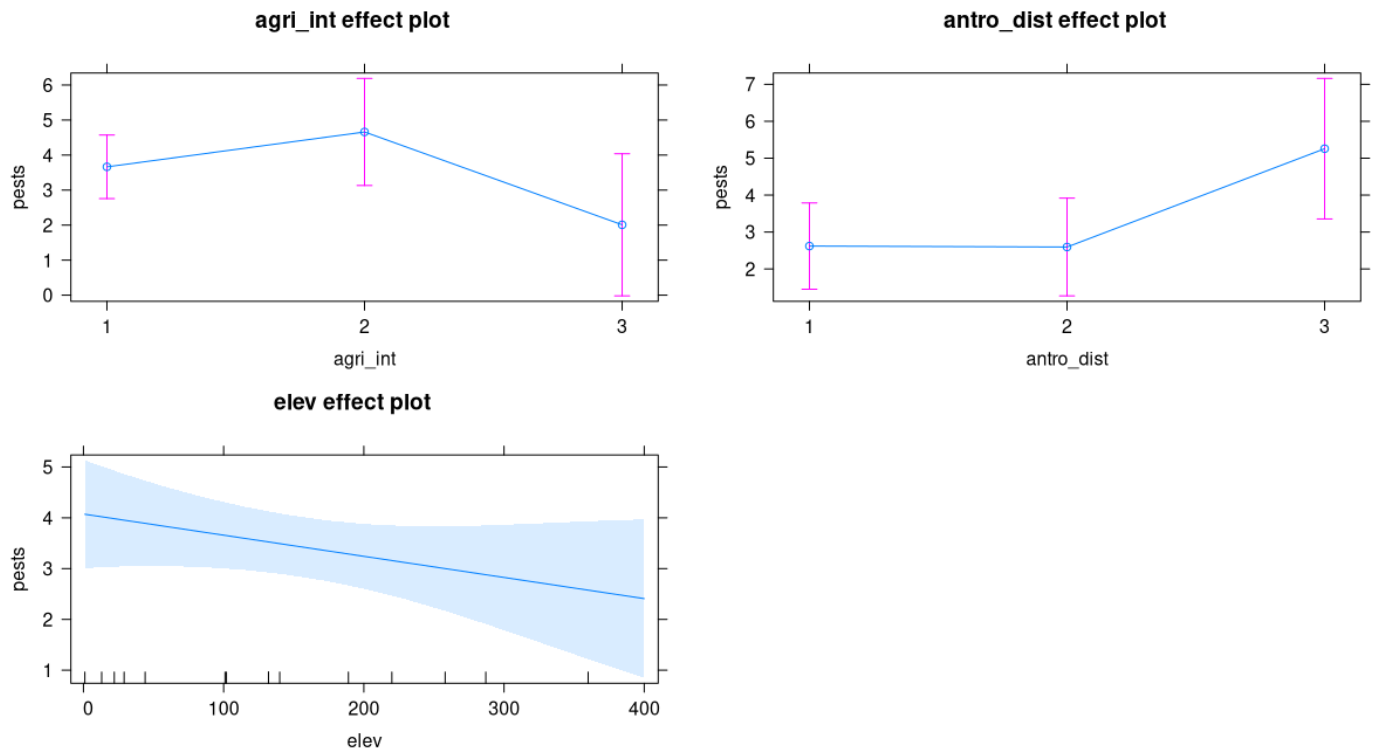 agri_int effect plot
6
5
4
3
2
1
0
pests
1 2 3
agri_int
antro_dist effect plot
7
6
5
4
3
2
pests
1 2 3
antro_dist
elev effect plot
5
4
3
2
1
pests
0 100 200 300 400
elev